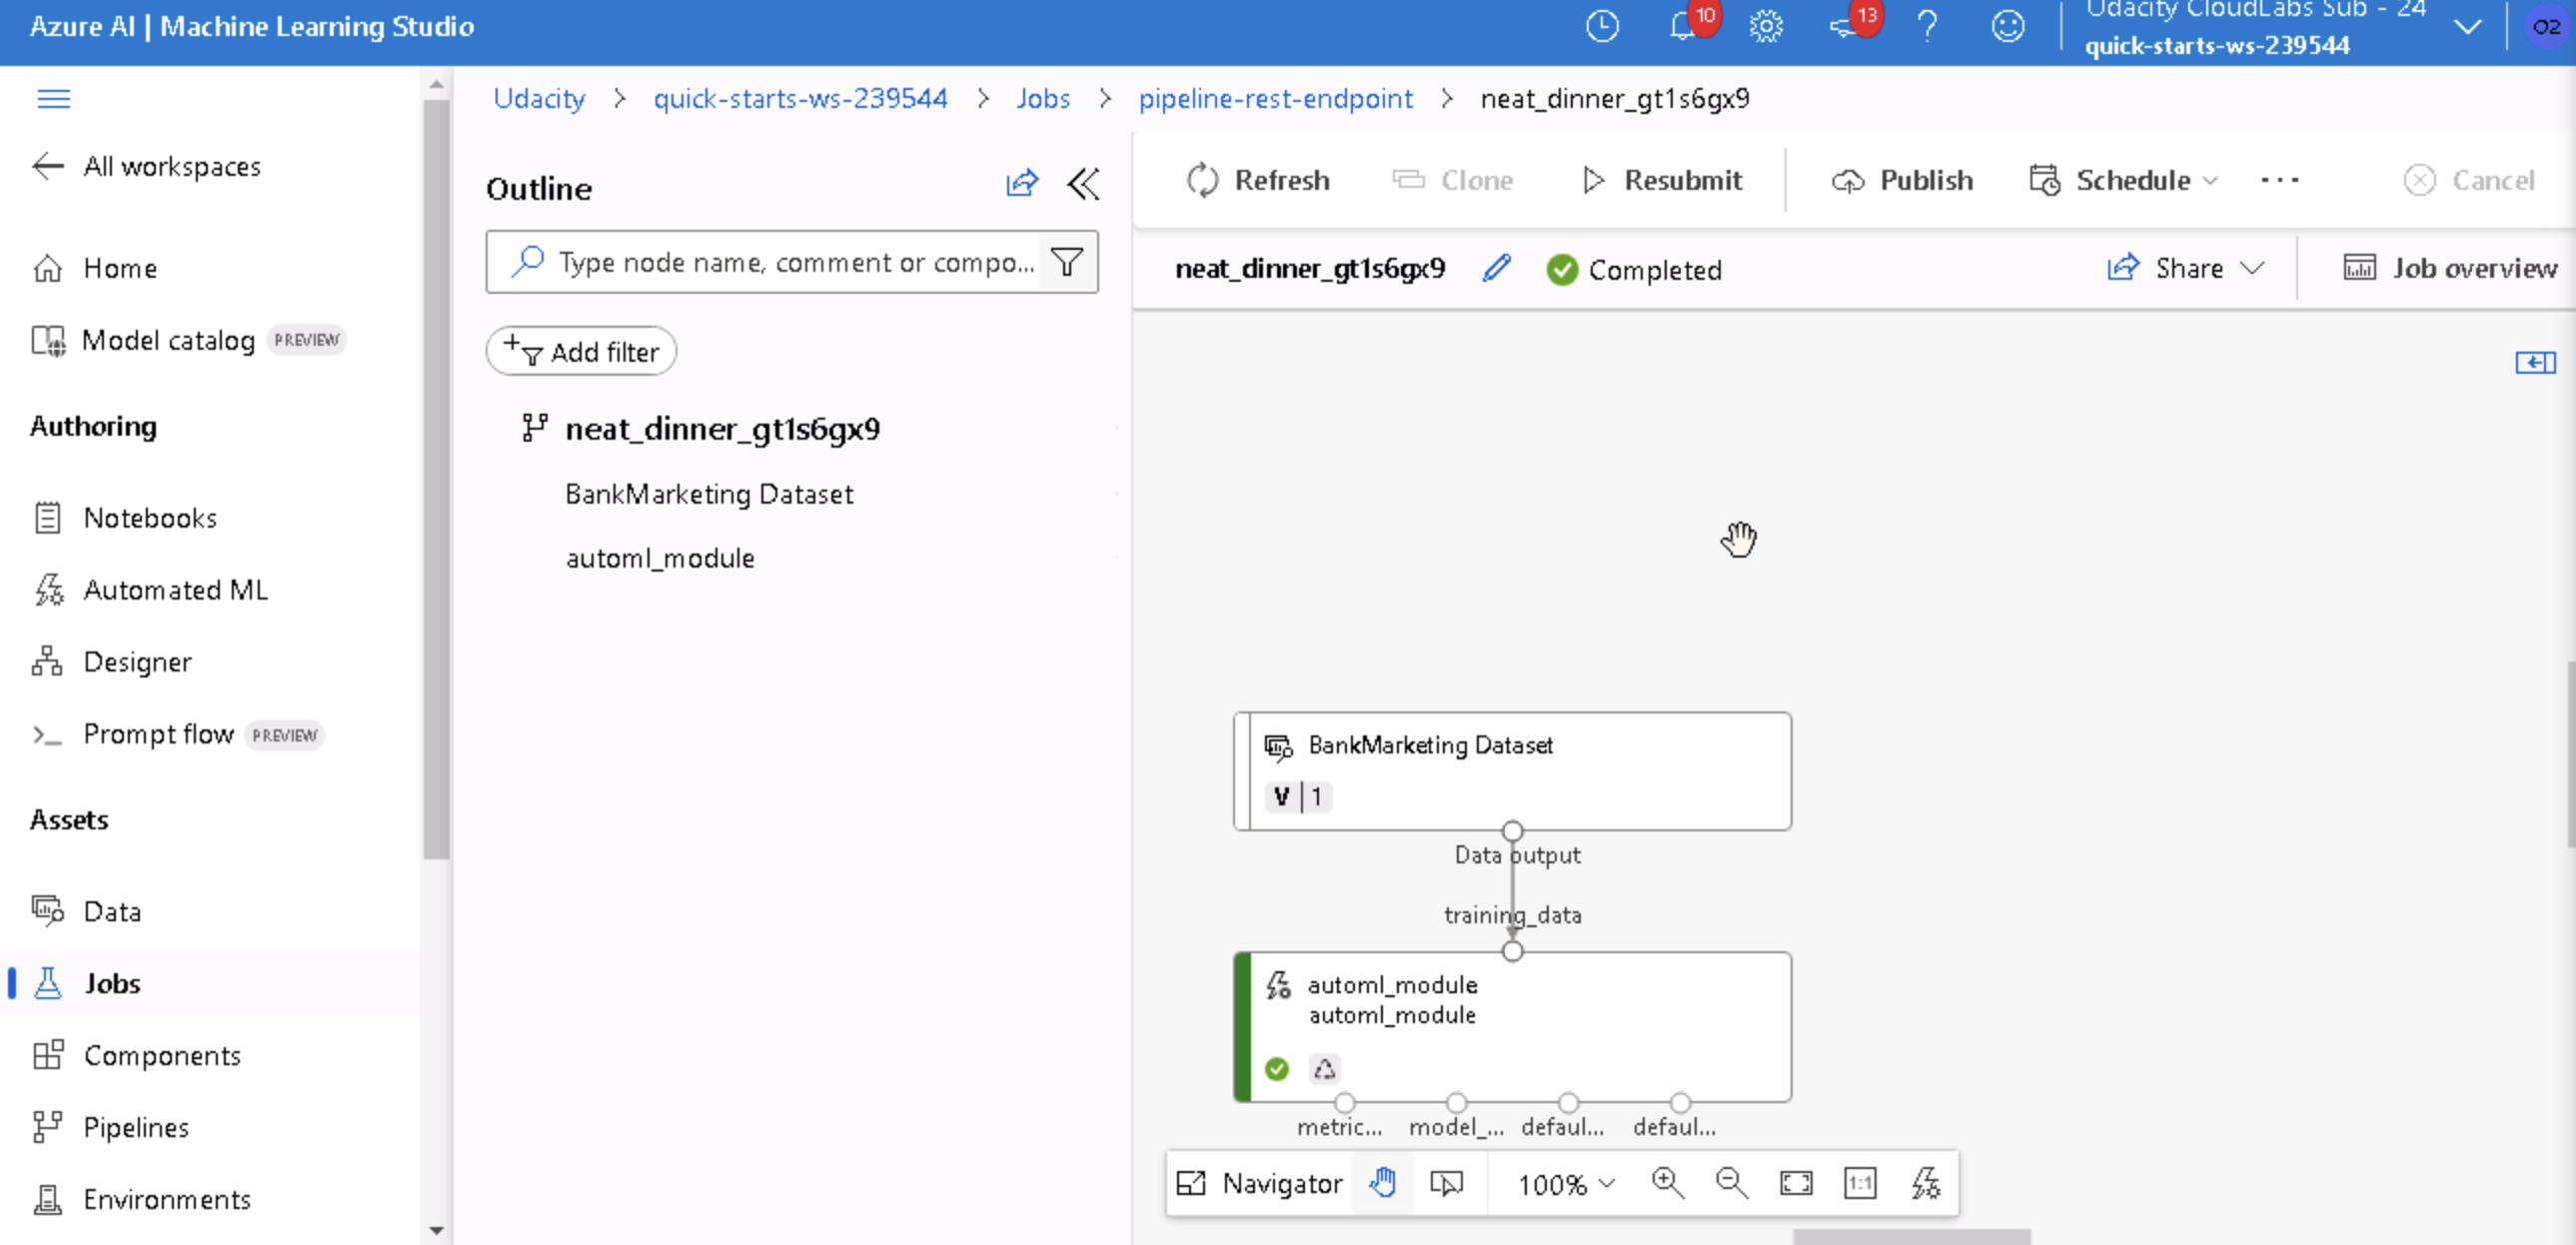 Azure AI | Machine Learning Studio
10
13
Udacity CloudLabs Sub - 24
quick-starts-ws-239544
O2
All workspaces
Home
Model catalog PREVIEW
Authoring
Notebooks
Automated ML
Designer
Prompt flow PREVIEW
Assets
Data
Jobs
Components
Pipelines
Environments
Udacity > quick-starts-ws-239544 > Jobs > pipeline-rest-endpoint > neat_dinner_gt1s6gx9
Outline
Type node name, comment or compo...
Add filter
neat_dinner_gt1s6gx9
BankMarketing Dataset
automl_module
Refresh Clone Resubmit Publish Schedule ... Cancel
neat_dinner_gt1s6gx9 Completed Share Job overview
BankMarketing Dataset
V | 1
Data output
training_data
automl_module
automl_module
metric... model_... defaul... defaul...
Navigator 100% 1:1